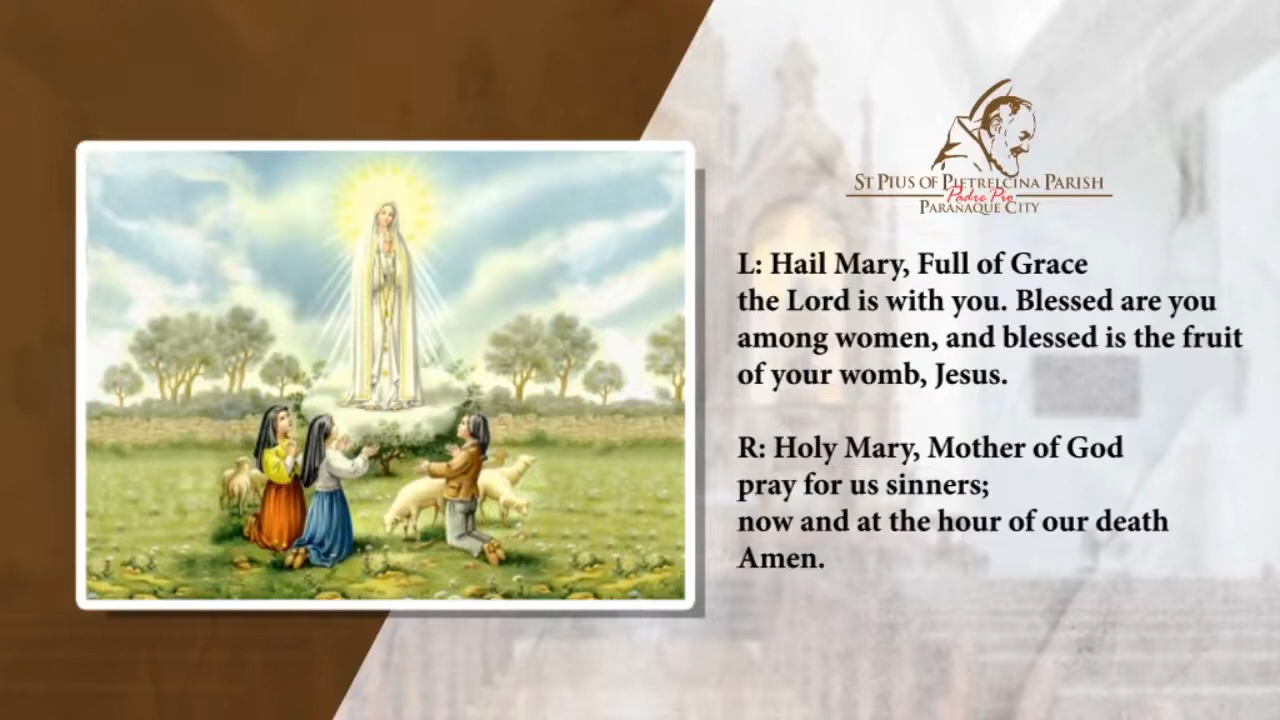 St Pius of Pietrelcina Parish
Padre Pio
Parañaque City
L: Hail Mary, Full of Grace
the Lord is with you. Blessed are you
among women, and blessed is the fruit
of your womb, Jesus.
R: Holy Mary, Mother of God
pray for us sinners;
now and at the hour of our death
Amen.